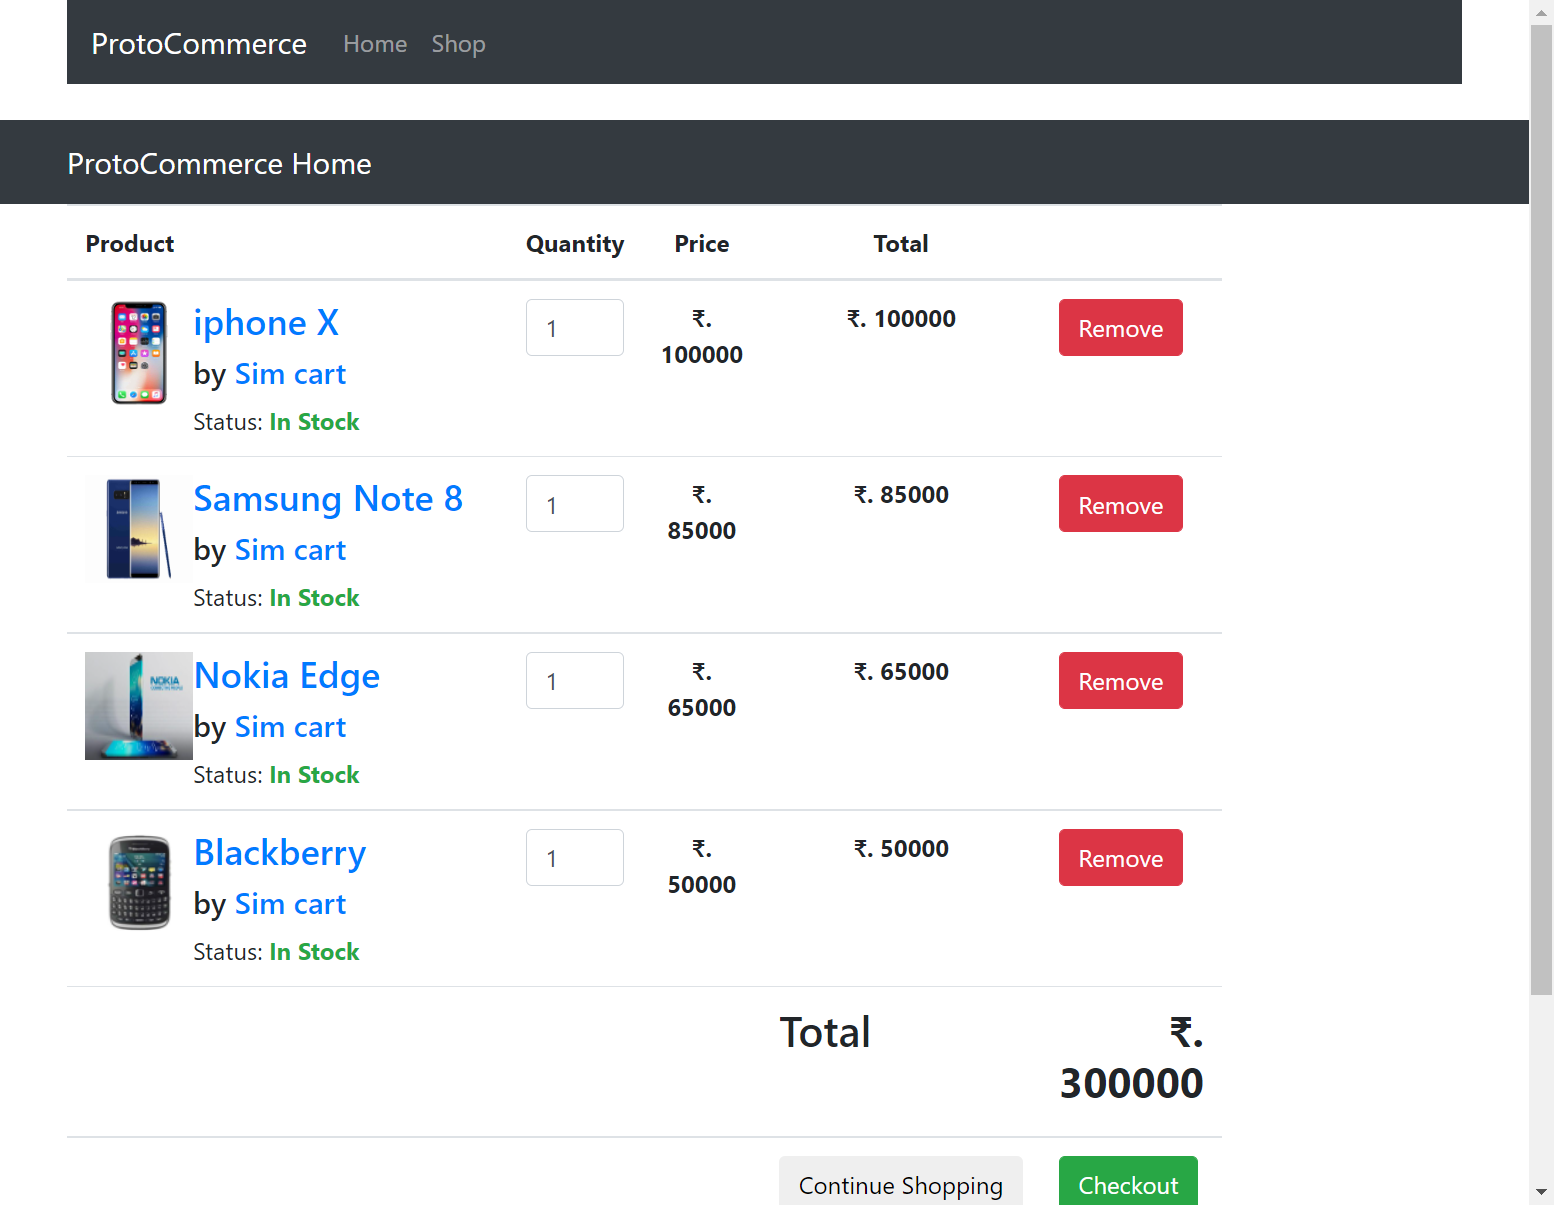 ProtoCommerce Home Shop
ProtoCommerce Home
Product Quantity Price Total
iphone X 1 ₹. 100000 ₹. 100000 Remove
by Sim cart
Status: In Stock
Samsung Note 8 1 ₹. 85000 ₹. 85000 Remove
by Sim cart
Status: In Stock
NOKIA
Nokia Edge 1 ₹. 65000 ₹. 65000 Remove
by Sim cart
Status: In Stock
Blackberry 1 ₹. 50000 ₹. 50000 Remove
by Sim cart
Status: In Stock
Total ₹.
300000
Continue Shopping Checkout